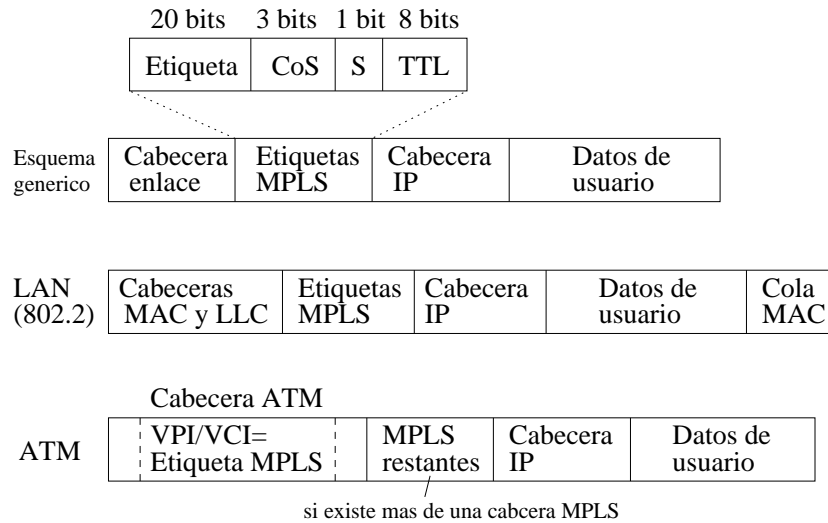 20 bits 3 bits 1 bit 8 bits
Etiqueta CoS S TTL
Esquema generico
Cabecera enlace
Etiquetas MPLS
Cabecera IP
Datos de usuario
LAN (802.2)
Cabeceras MAC y LLC
Etiquetas MPLS
Cabecera IP
Datos de usuario
Cola MAC
Cabecera ATM
ATM
VPI/VCI= Etiqueta MPLS
MPLS restantes
Cabecera IP
Datos de usuario
si existe mas de una cabcera MPLS